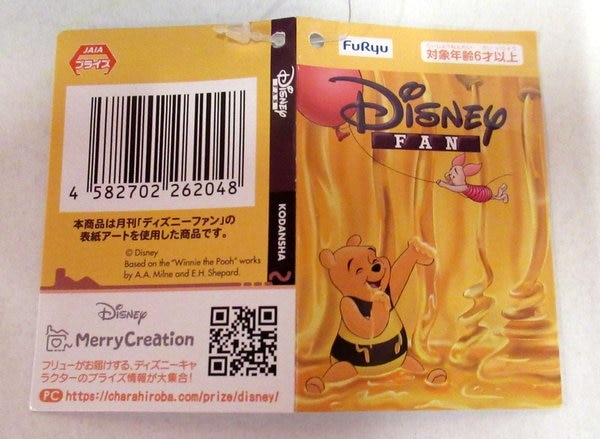 JAIA
プライズ
4 582702 262048
本商品は月刊「ディズニーファン」の
表紙アートを使用した商品です。
© Disney
Based on the "Winnie the Pooh" works
by A.A. Milne and E.H. Shepard.
Disney
MerryCreation
フリューがお届けする、ディズニーキャ
ラクターのプライズ情報が大集合!
PC https://charahiroba.com/prize/disney/
Disney
FAN
KODANSHA
FuRyu
対象年齢6才以上
Disney
FAN